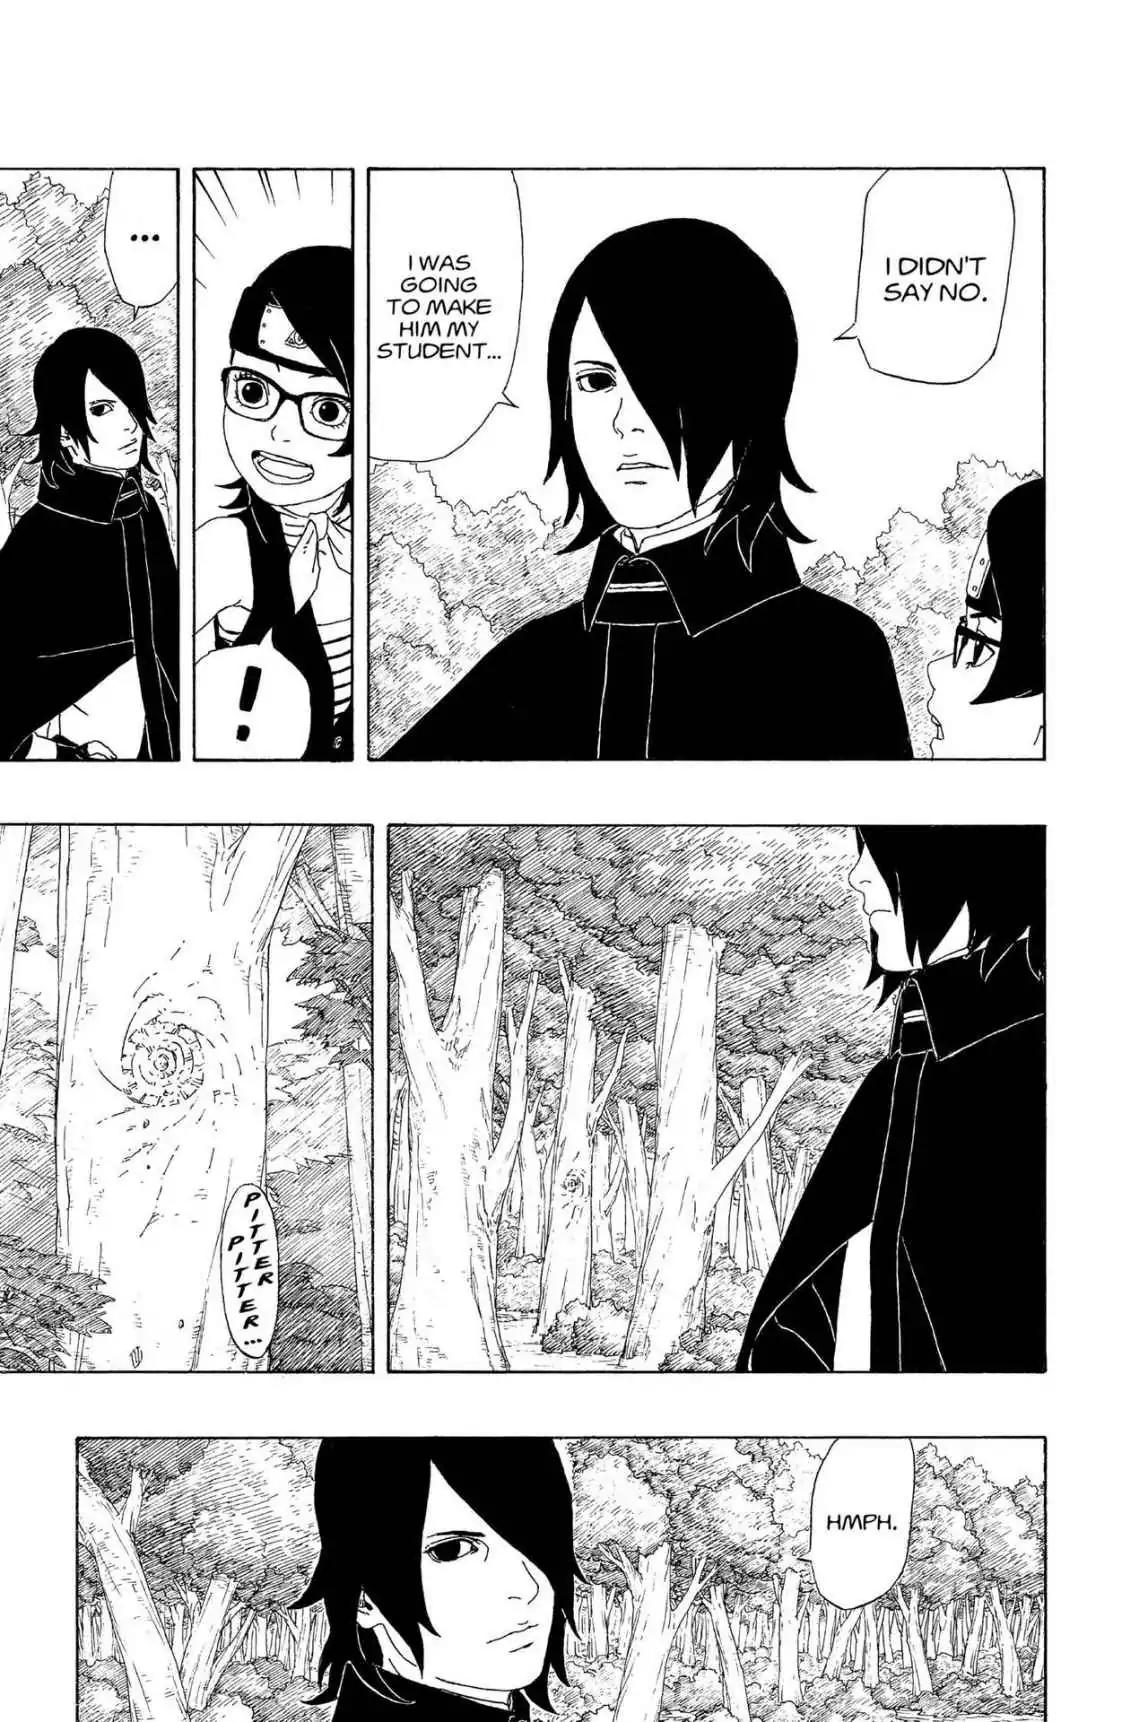 I DIDN'T
SAY NO.
I WAS
GOING
TO MAKE
HIM MY
STUDENT...
!
...
PITTER
PITTER...
HMPH.